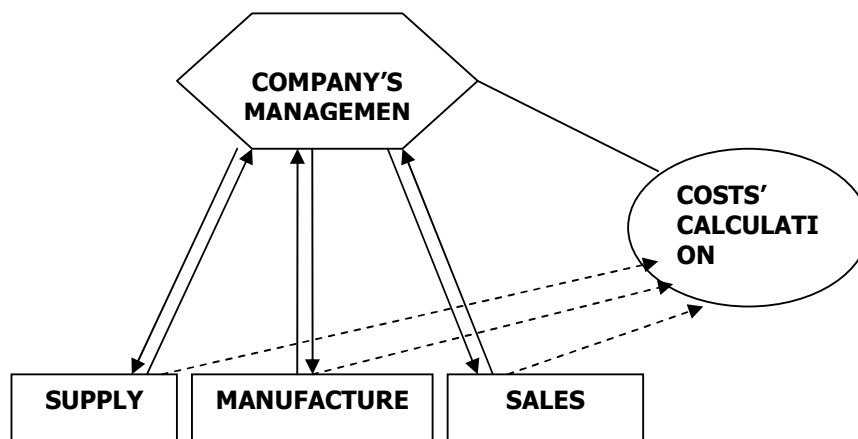 COMPANY’S
MANAGEMEN
COSTS’
CALCULATI
ON
SUPPLY
MANUFACTURE
SALES